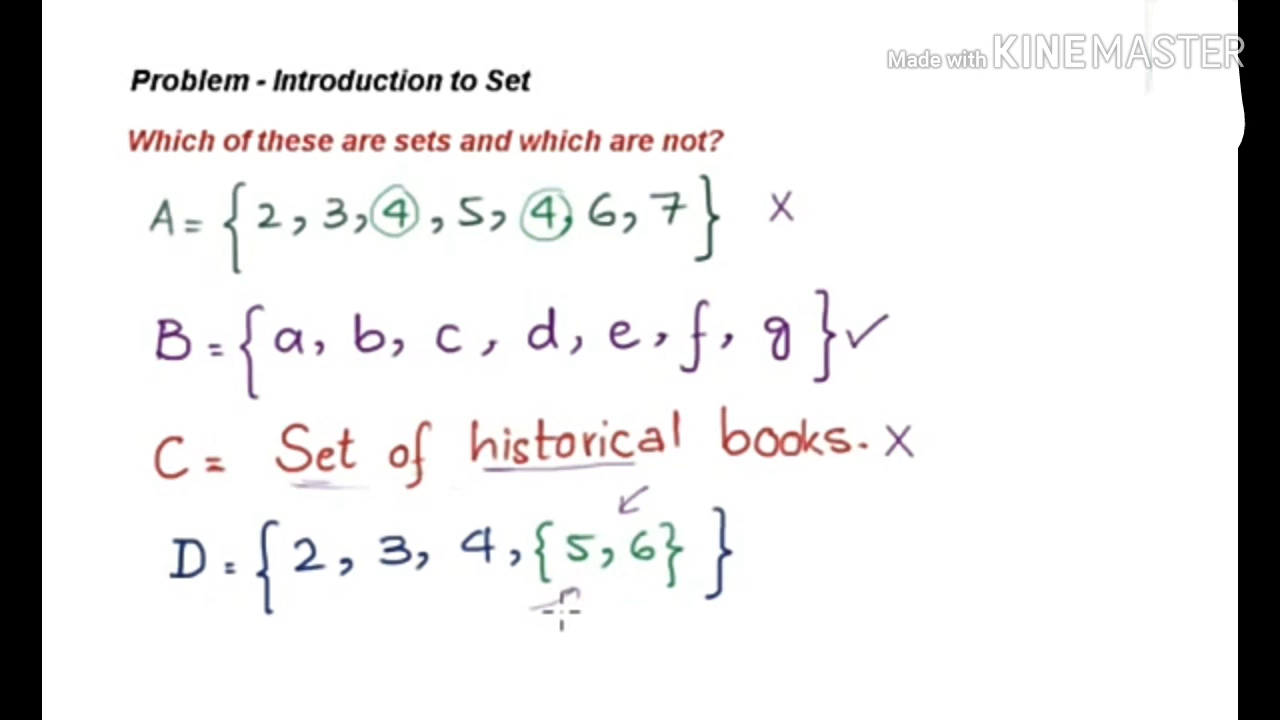 Made with KINEMASTER
Problem - Introduction to Set
Which of these are sets and which are not?
A = { 2, 3, 4, 5, 4, 6, 7 } X
B = { a, b, c, d, e, f, g } ✓
C = Set of historical books. X
D = { 2, 3, 4, {5, 6} }